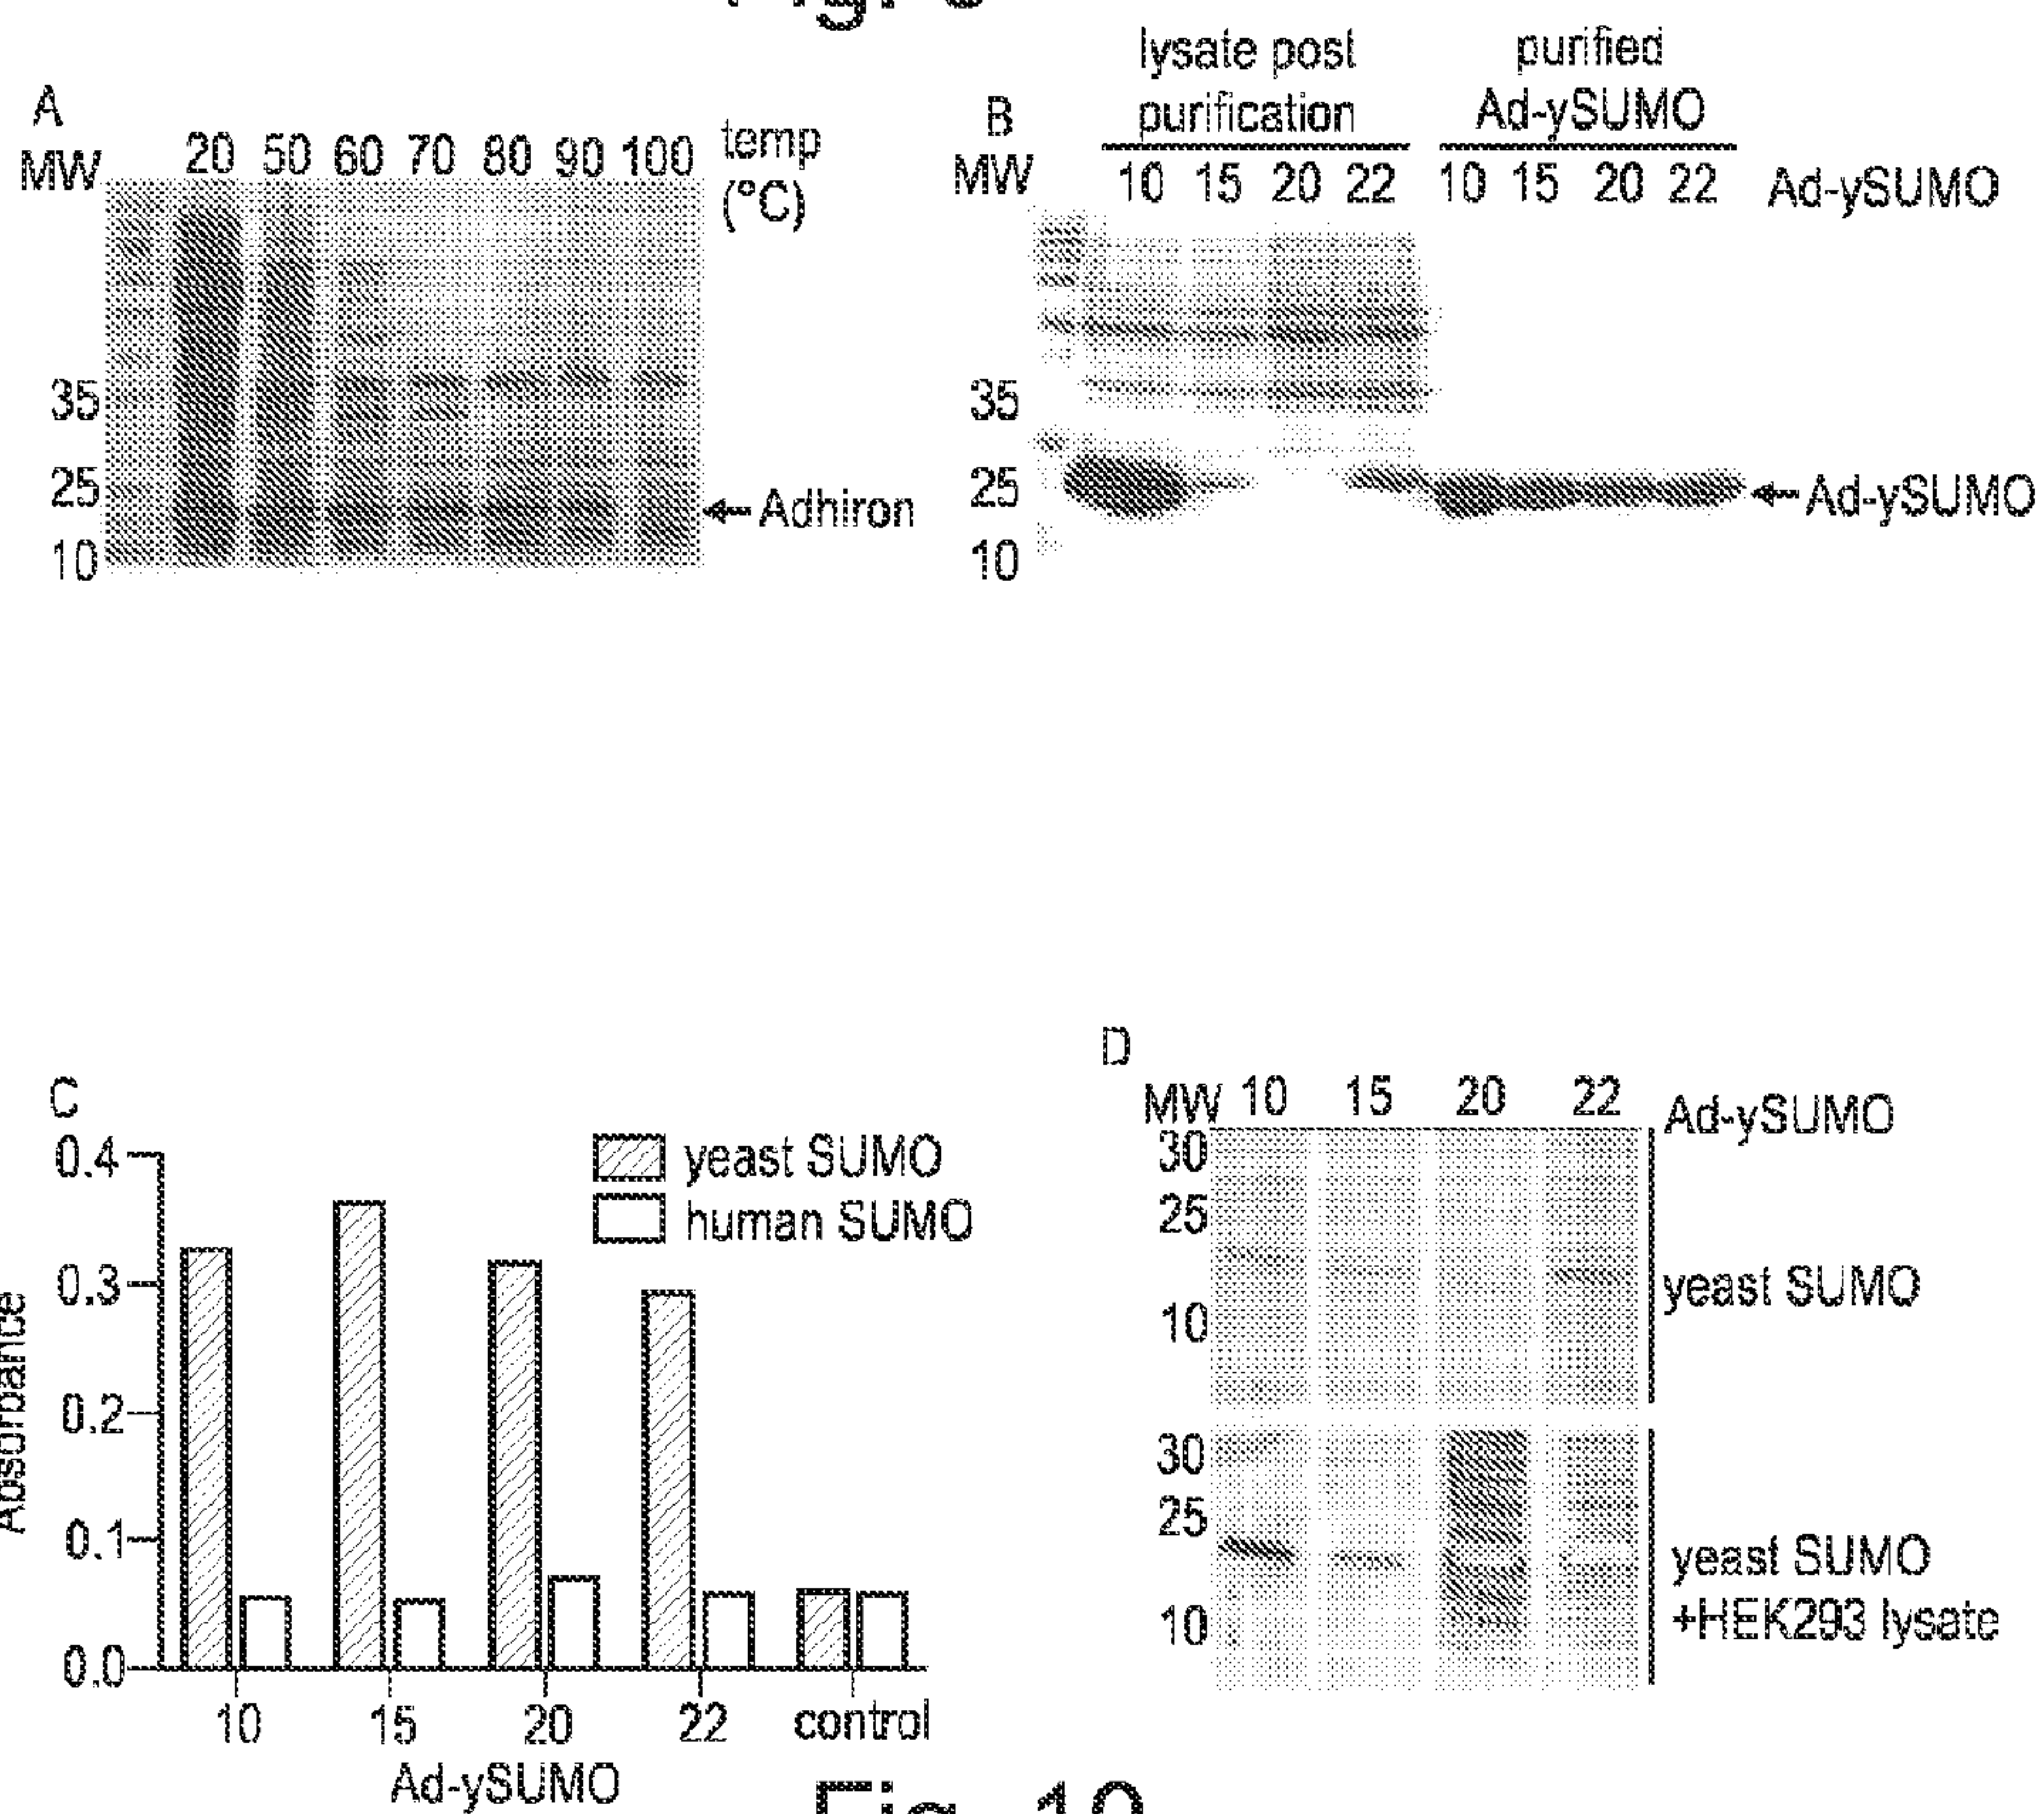 A
MW 20 50 60 70 80 90 100 temp
(°C)
35
25
10
←Adhiron
B
lysate post
purification
purified
Ad-ySUMO
MW 10 15 20 22 10 15 20 22 Ad-ySUMO
35
25
10
←Ad-ySUMO
C
0.4
0.3
0.2
0.1
0.0
Absorbance
yeast SUMO
human SUMO
10 15 20 22 control
Ad-ySUMO
D
MW 10 15 20 22 Ad-ySUMO
30
25
10
yeast SUMO
30
25
10
yeast SUMO
+HEK293 lysate